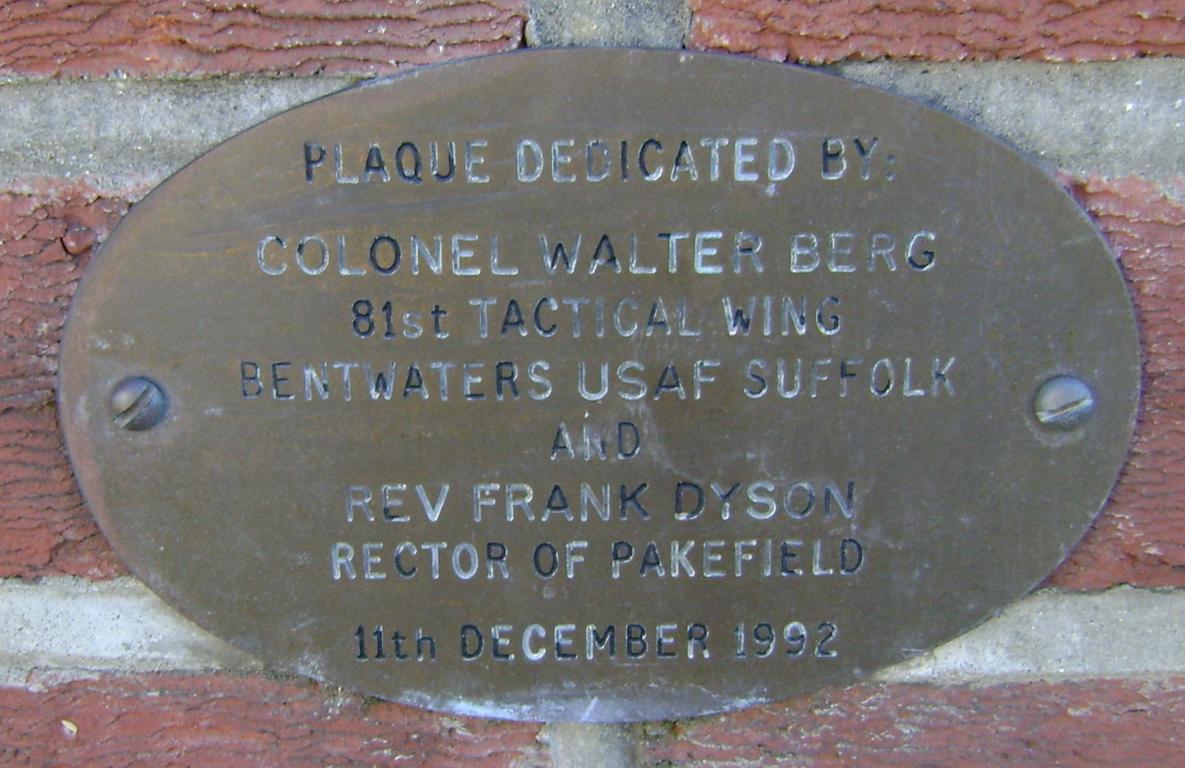 PLAQUE DEDICATED BY:
COLONEL WALTER BERG
81st TACTICAL WING
BENTWATERS USAF SUFFOLK
AND
REV FRANK DYSON
RECTOR OF PAKEFIELD
11th DECEMBER 1992